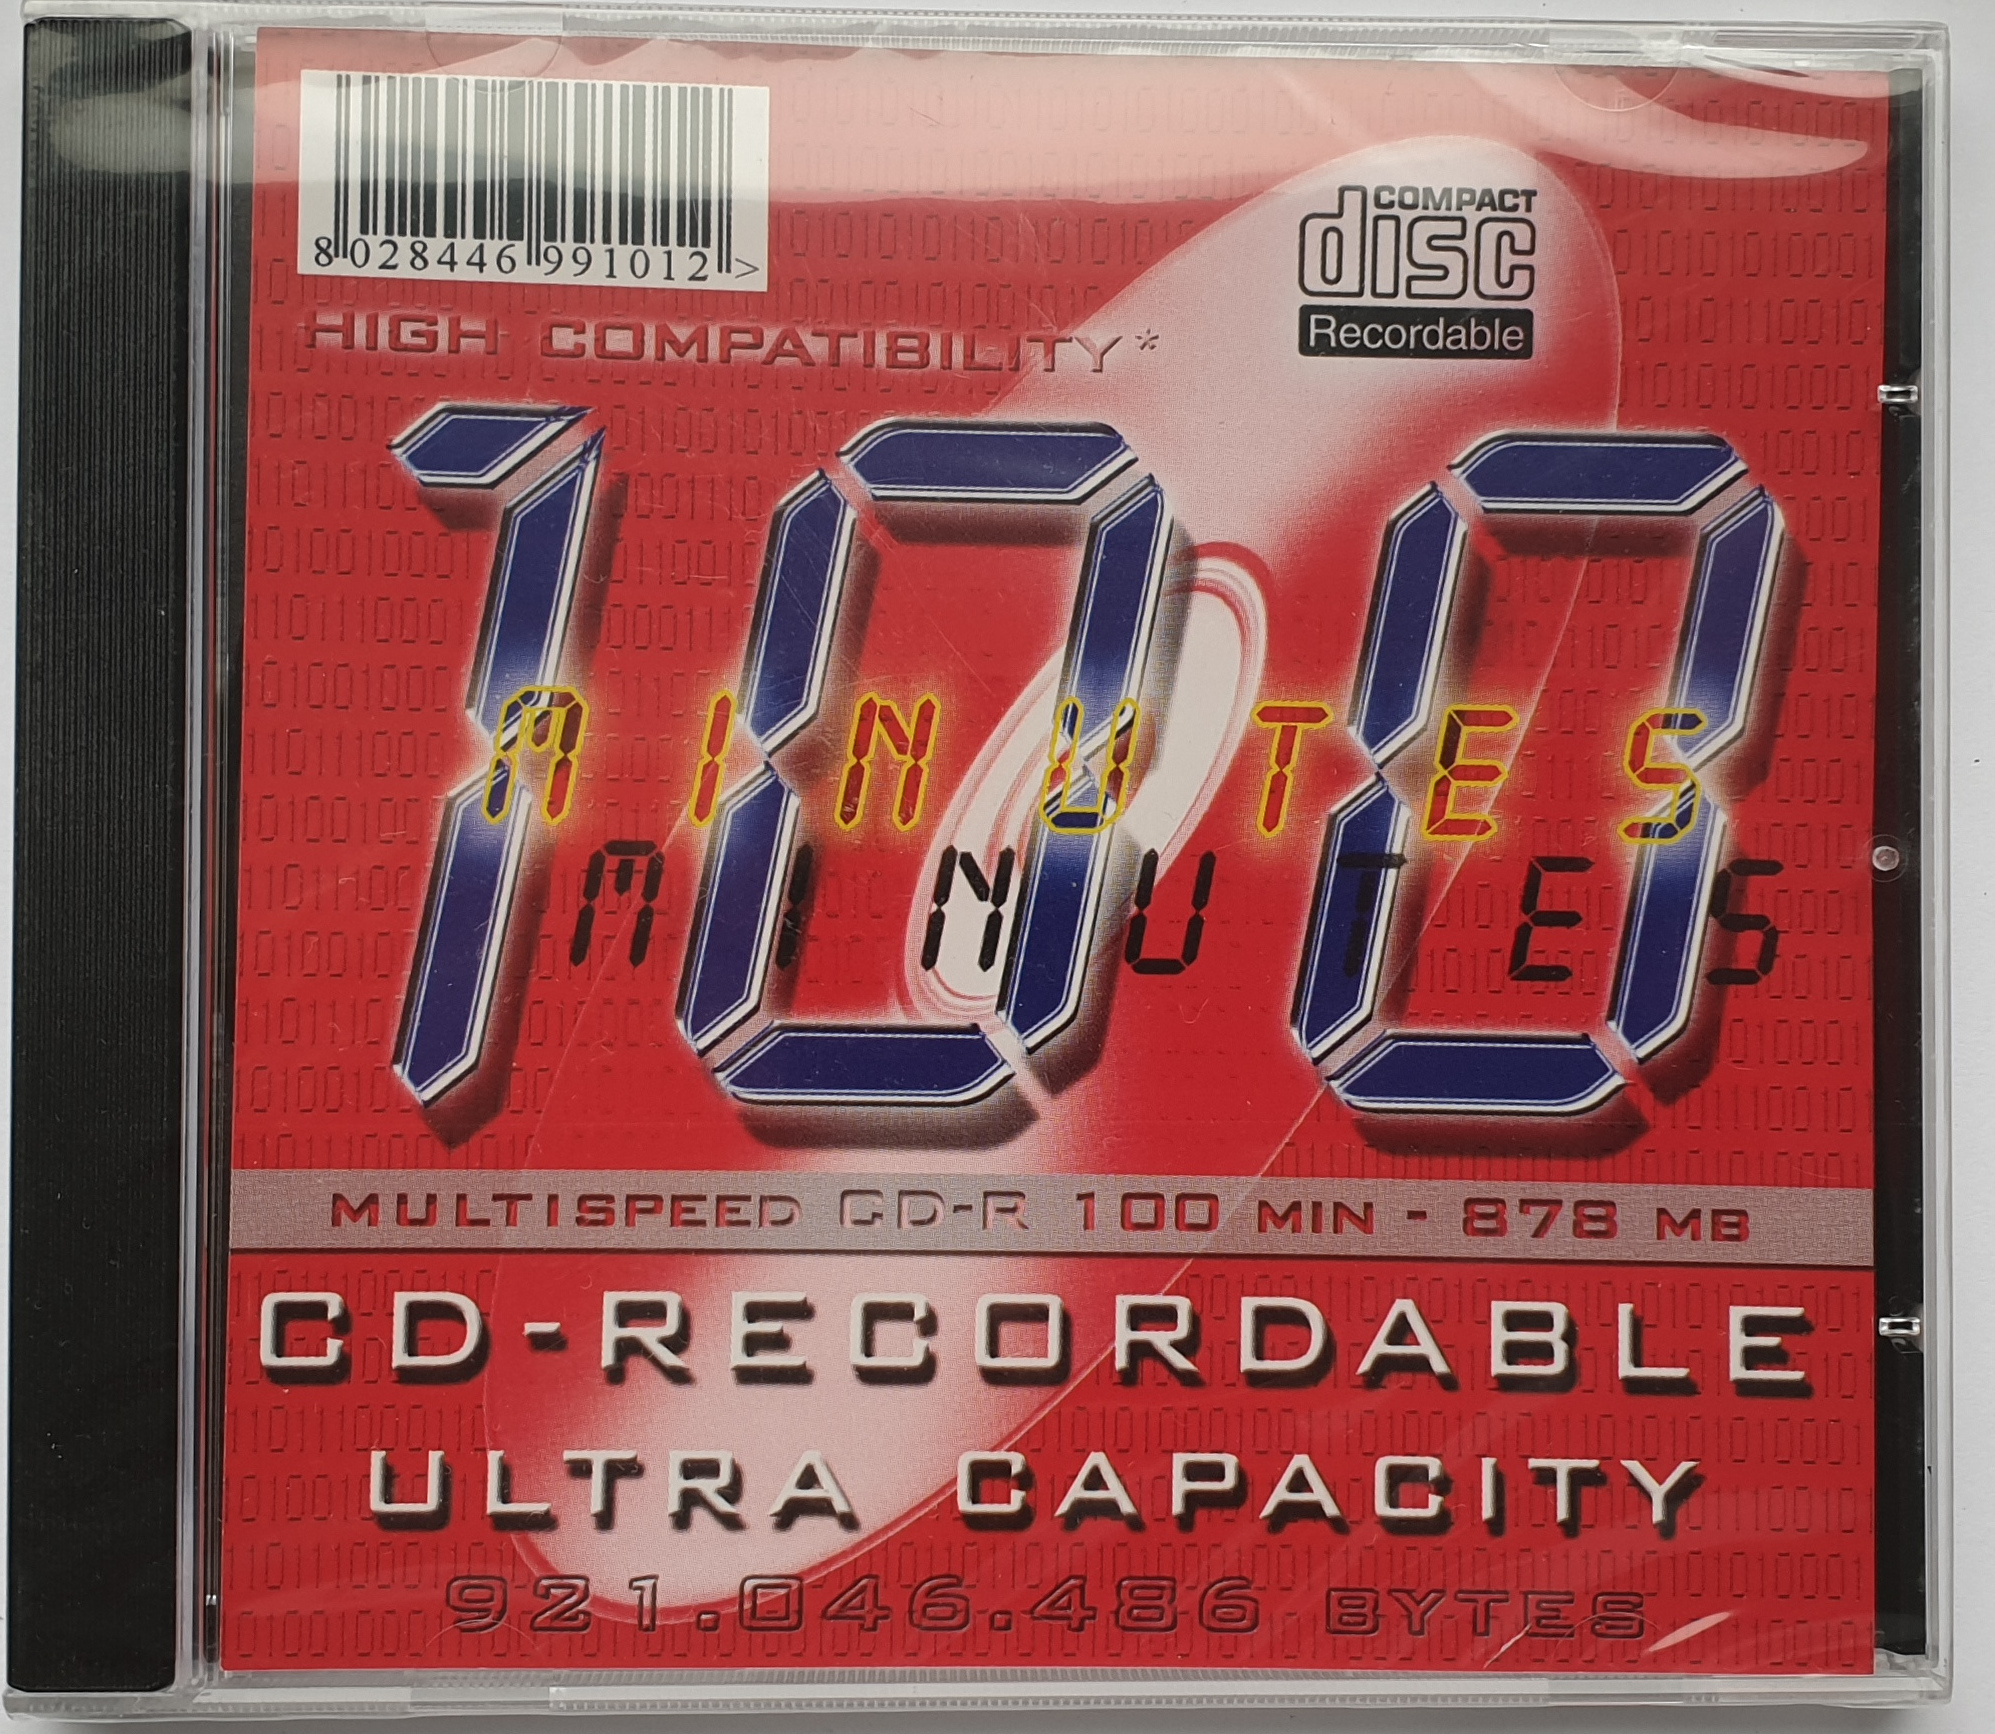 8 028446 991012 >
COMPACT
disc
Recordable
HIGH COMPATIBILITY*
100
MINUTES
MINUTES
MULTISPEED CD-R 100 MIN - 878 MB
CD-RECORDABLE
ULTRA CAPACITY
921.046.486 BYTES